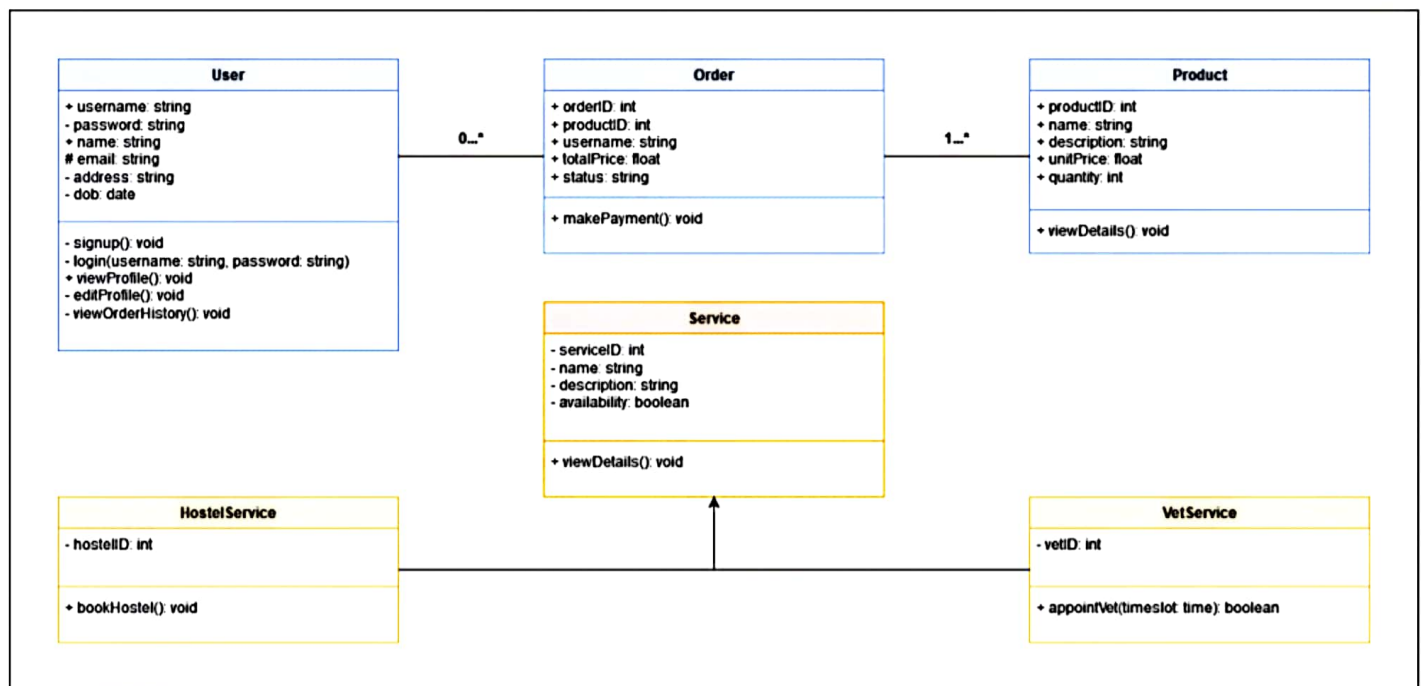 User
+ username: string
- password: string
+ name: string
# email: string
- address: string
- dob: date
- signup(): void
- login(username: string, password: string)
+ viewProfile(): void
- editProfile(): void
- viewOrderHistory(): void
0...*
Order
+ orderID: int
+ productID: int
+ username: string
+ totalPrice: float
+ status: string
+ makePayment(): void
1...*
Product
+ productID: int
+ name: string
+ description: string
+ unitPrice: float
+ quantity: int
+ viewDetails(): void
Service
- serviceID: int
- name: string
- description: string
- availability: boolean
+ viewDetails(): void
HostelService
- hostelID: int
+ bookHostel(): void
VetService
- vetID: int
+ appointVet(timeslot: time): boolean